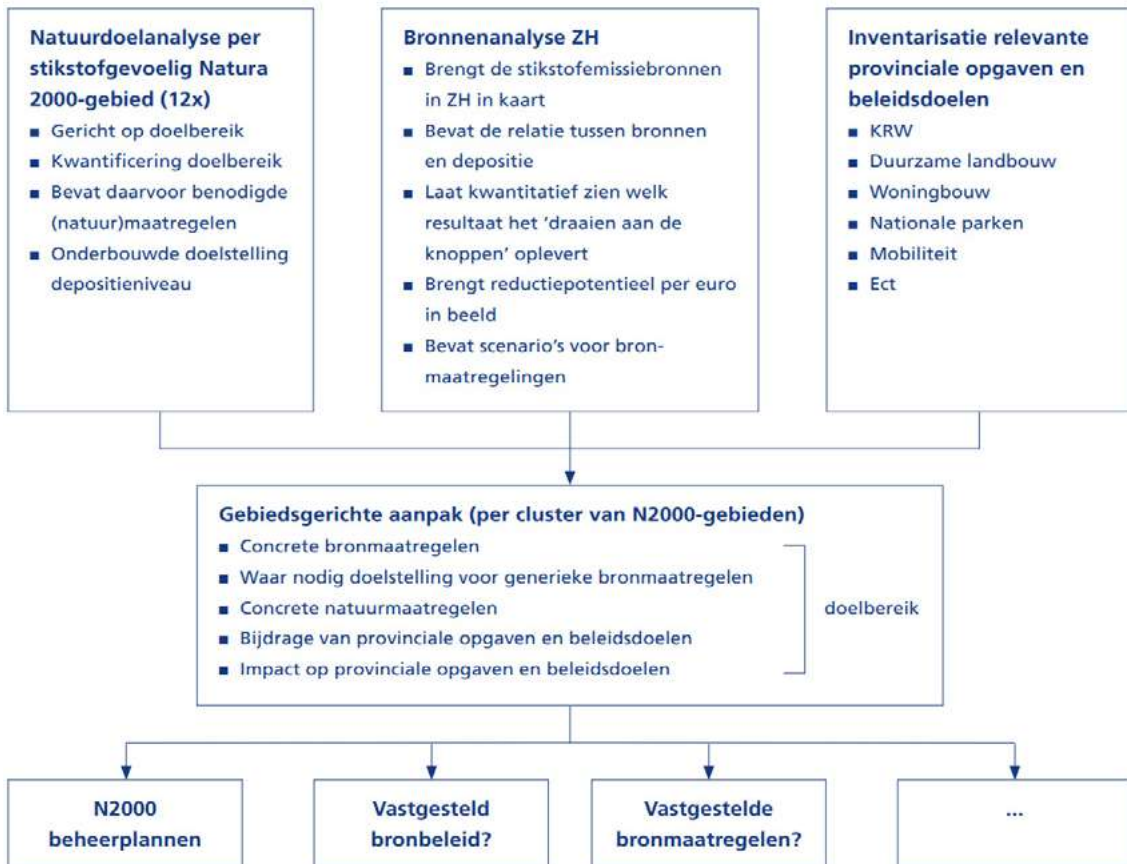 Natuurdoelanalyse per
stikstofgevoelig Natura
2000-gebied (12x)
■ Gericht op doelbereik
■ Kwantificering doelbereik
■ Bevat daarvoor benodigde
(natuur)maatregelen
■ Onderbouwde doelstelling
depositieniveau
Bronnenanalyse ZH
■ Brengt de stikstofemissiebronnen
in ZH in kaart
■ Bevat de relatie tussen bronnen
en depositie
■ Laat kwantitatief zien welk
resultaat het ‘draaien aan de
knoppen’ oplevert
■ Brengt reductiepotentieel per euro
in beeld
■ Bevat scenario’s voor bron-
maatregelingen
Inventarisatie relevante
provinciale opgaven en
beleidsdoelen
■ KRW
■ Duurzame landbouw
■ Woningbouw
■ Nationale parken
■ Mobiliteit
■ Ect
Gebiedsgerichte aanpak (per cluster van N2000-gebieden)
■ Concrete bronmaatregelen
■ Waar nodig doelstelling voor generieke bronmaatregelen
■ Concrete natuurmaatregelen
■ Bijdrage van provinciale opgaven en beleidsdoelen
■ Impact op provinciale opgaven en beleidsdoelen
doelbereik
N2000
beheerplannen
Vastgesteld
bronbeleid?
Vastgestelde
bronmaatregelen?
...